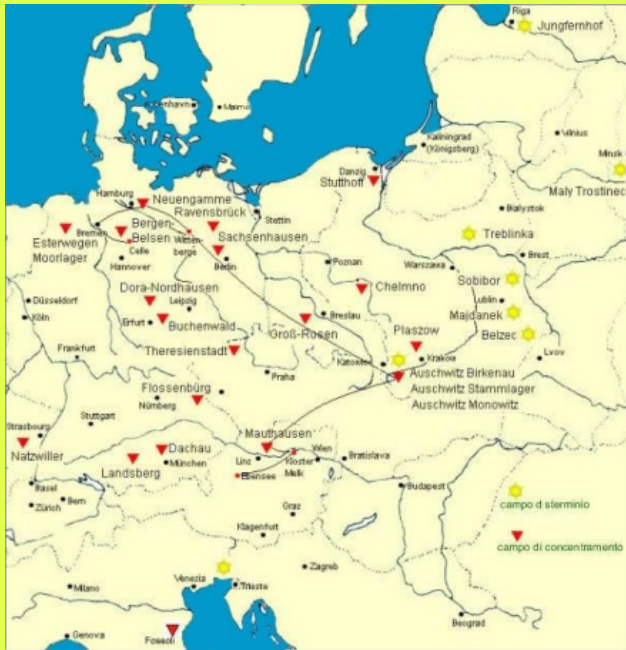 Riga
Jungfernhof
København
Malmö
Kaliningrad
(Königsberg)
Vilnius
Minsk
Maly Trostinec
Danzig
Stutthoff
Hamburg
Neuengamme
Ravensbrück
Stettin
Bialystok
Treblinka
Bremen
Bergen-
Belsen
Celle
Witten-
berge
Sachsenhausen
Berlin
Esterwegen
Moorlager
Hannover
Poznan
Warszawa
Brest
Sobibor
Dora-Nordhausen
Leipzig
Chelmno
Lublin
Majdanek
Düsseldorf
Köln
Erfurt
Buchenwald
Groß-Rosen
Breslau
Plaszow
Belzec
Frankfurt
Theresienstadt
Praha
Katowice
Krakow
Lvov
Auschwitz Birkenau
Auschwitz Stammlager
Auschwitz Monowitz
Flossenbürg
Nürnberg
Strasbourg
Stuttgart
Natzwiller
Dachau
München
Landsberg
Mauthausen
Linz
Kloster
Melk
Wien
Bratislava
Ebensee
Basel
Zürich
Bern
Budapest
campo d sterminio
Graz
Klagenfurt
campo di concentramento
Milano
Venezia
Trieste
Zagreb
Beograd
Genova
Fossoli